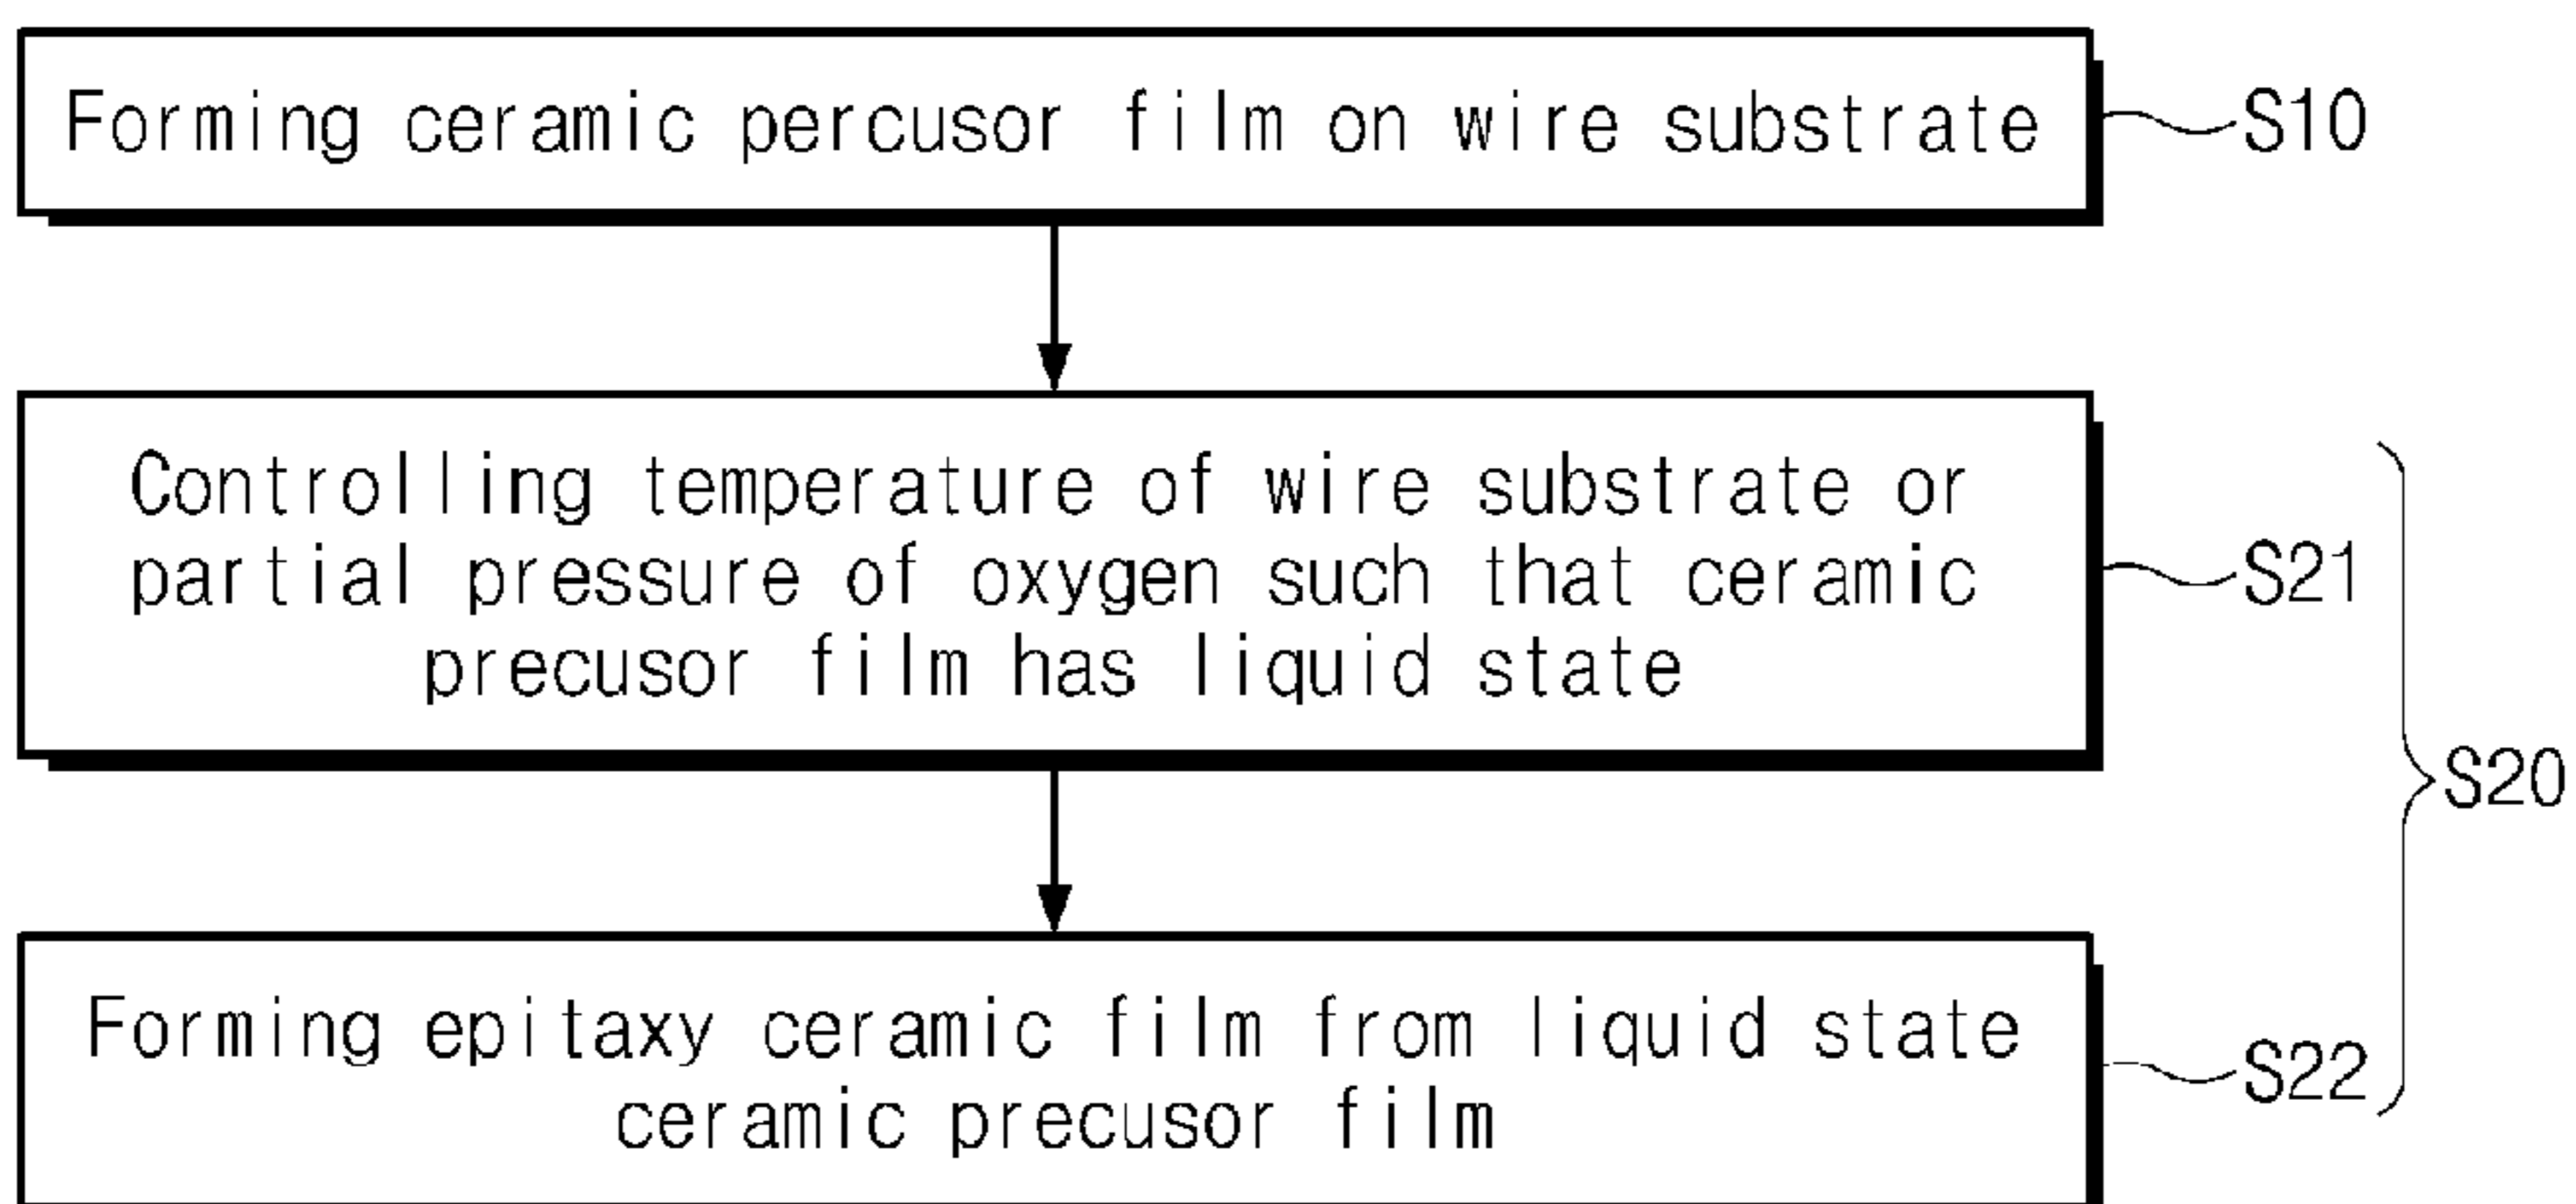 Forming ceramic percusor film on wire substrate
S10
Controlling temperature of wire substrate or
partial pressure of oxygen such that ceramic
precusor film has liquid state
S21
S20
Forming epitaxy ceramic film from liquid state
ceramic precusor film
S22